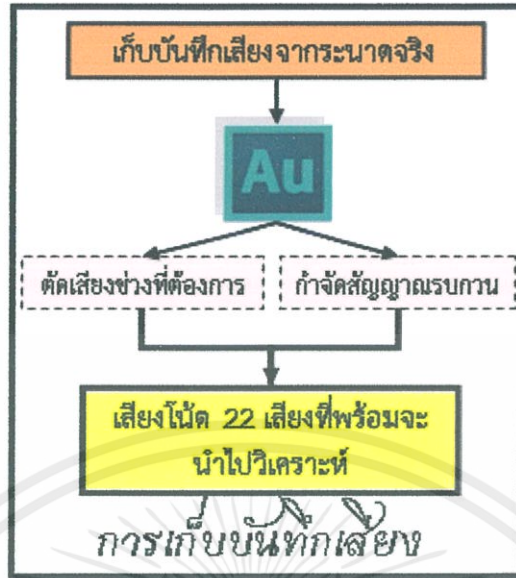 เก็บบันทึกเสียงจากระนาดจริง
Au
ตัดเสียงช่วงที่ต้องการ
กำจัดสัญญาณรบกวน
เสียงโน้ต 22 เสียงที่พร้อมจะ
นำไปวิเคราะห์
การเก็บบันทึกเสียง